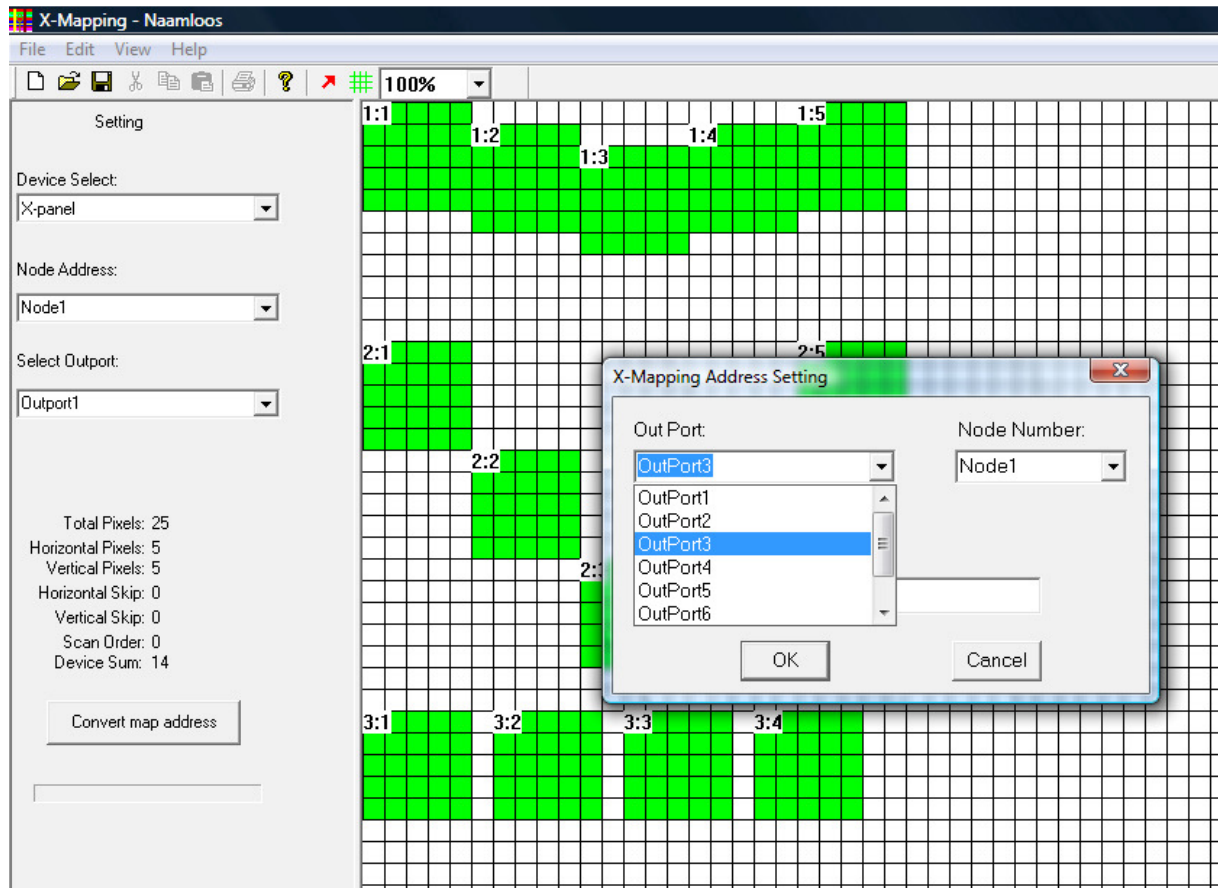 X-Mapping - Naamloos
File Edit View Help
100%
Setting
Device Select:
X-panel
Node Address:
Node1
Select Outport:
Outport1
Total Pixels: 25
Horizontal Pixels: 5
Vertical Pixels: 5
Horizontal Skip: 0
Vertical Skip: 0
Scan Order: 0
Device Sum: 14
Convert map address
1:1
1:2
1:3
1:4
1:5
2:1
2:2
2:5
3:1
3:2
3:3
3:4
X-Mapping Address Setting
Out Port:
Node Number:
OutPort3
Node1
OutPort1
OutPort2
OutPort3
OutPort4
OutPort5
OutPort6
OK
Cancel